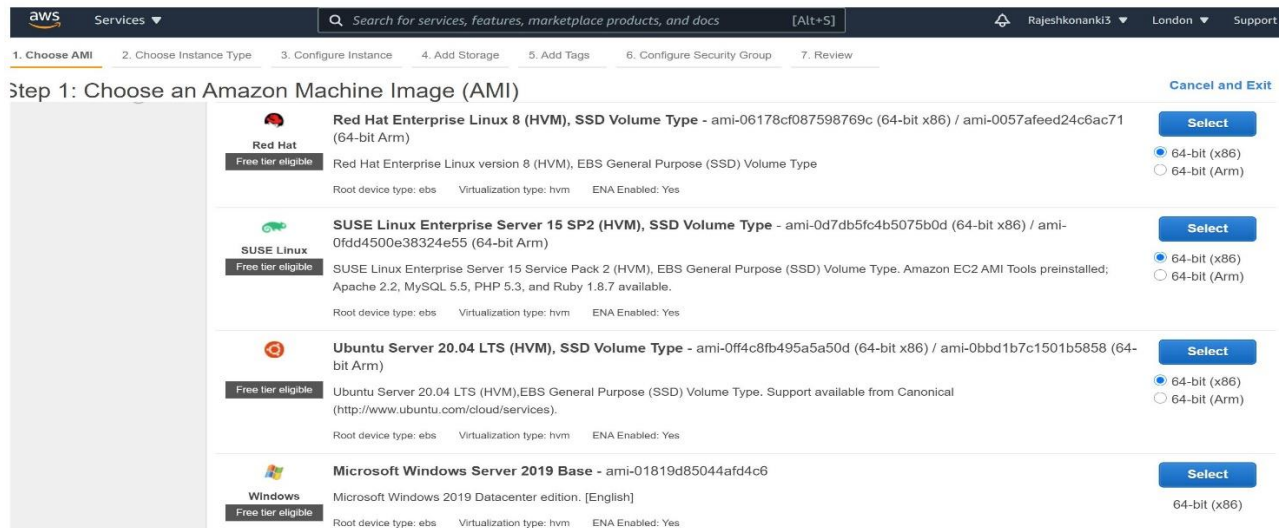 aws Services ▼ Search for services, features, marketplace products, and docs [Alt+S] Rajeshkonanki3 ▼ London ▼ Support
1. Choose AMI 2. Choose Instance Type 3. Configure Instance 4. Add Storage 5. Add Tags 6. Configure Security Group 7. Review
Step 1: Choose an Amazon Machine Image (AMI) Cancel and Exit
Red Hat
Free tier eligible
Red Hat Enterprise Linux 8 (HVM), SSD Volume Type - ami-06178cf087598769c (64-bit x86) / ami-0057afeed24c6ac71
(64-bit Arm)
Red Hat Enterprise Linux version 8 (HVM), EBS General Purpose (SSD) Volume Type
Root device type: ebs Virtualization type: hvm ENA Enabled: Yes
Select
64-bit (x86)
64-bit (Arm)
SUSE Linux
Free tier eligible
SUSE Linux Enterprise Server 15 SP2 (HVM), SSD Volume Type - ami-0d7db5fc4b5075b0d (64-bit x86) / ami-
0fdd4500e38324e55 (64-bit Arm)
SUSE Linux Enterprise Server 15 Service Pack 2 (HVM), EBS General Purpose (SSD) Volume Type. Amazon EC2 AMI Tools preinstalled;
Apache 2.2, MySQL 5.5, PHP 5.3, and Ruby 1.8.7 available.
Root device type: ebs Virtualization type: hvm ENA Enabled: Yes
Select
64-bit (x86)
64-bit (Arm)
Free tier eligible
Ubuntu Server 20.04 LTS (HVM), SSD Volume Type - ami-0ff4c8fb495a5a50d (64-bit x86) / ami-0bbd1b7c1501b5858 (64-
bit Arm)
Ubuntu Server 20.04 LTS (HVM),EBS General Purpose (SSD) Volume Type. Support available from Canonical
(http://www.ubuntu.com/cloud/services).
Root device type: ebs Virtualization type: hvm ENA Enabled: Yes
Select
64-bit (x86)
64-bit (Arm)
Windows
Free tier eligible
Microsoft Windows Server 2019 Base - ami-01819d85044afd4c6
Microsoft Windows 2019 Datacenter edition. [English]
Root device type: ebs Virtualization type: hvm ENA Enabled: Yes
Select
64-bit (x86)